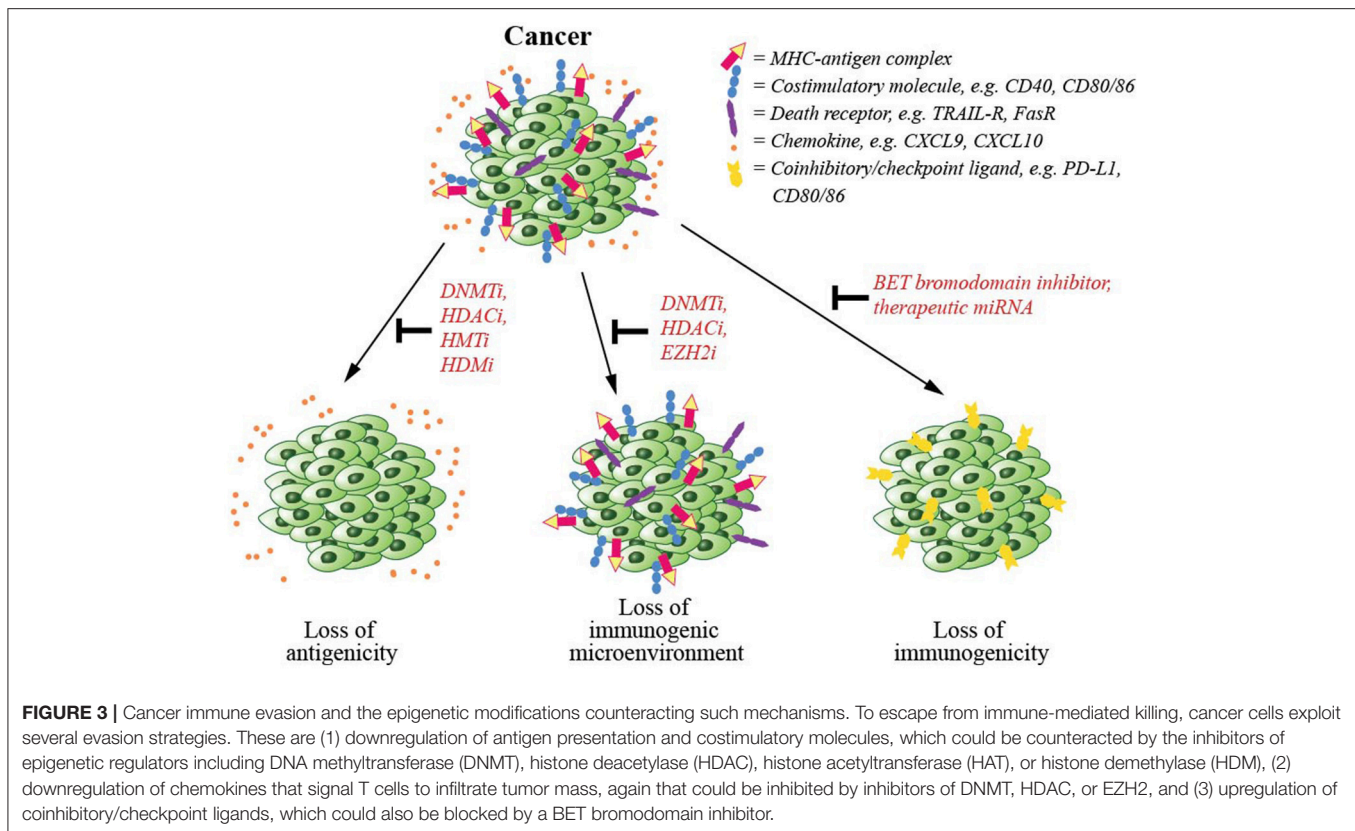 Cancer
= MHC-antigen complex
= Costimulatory molecule, e.g. CD40, CD80/86
= Death receptor, e.g. TRAIL-R, FasR
= Chemokine, e.g. CXCL9, CXCL10
= Coinhibitory/checkpoint ligand, e.g. PD-L1,
CD80/86
DNMTi,
HDACi,
HMTi
HDMi
DNMTi,
HDACi,
EZH2i
BET bromodomain inhibitor,
therapeutic miRNA
Loss of
antigenicity
Loss of
immunogenic
microenvironment
Loss of
immunogenicity
FIGURE 3 | Cancer immune evasion and the epigenetic modifications counteracting such mechanisms. To escape from immune-mediated killing, cancer cells exploit
several evasion strategies. These are (1) downregulation of antigen presentation and costimulatory molecules, which could be counteracted by the inhibitors of
epigenetic regulators including DNA methyltransferase (DNMT), histone deacetylase (HDAC), histone acetyltransferase (HAT), or histone demethylase (HDM), (2)
downregulation of chemokines that signal T cells to infiltrate tumor mass, again that could be inhibited by inhibitors of DNMT, HDAC, or EZH2, and (3) upregulation of
coinhibitory/checkpoint ligands, which could also be blocked by a BET bromodomain inhibitor.